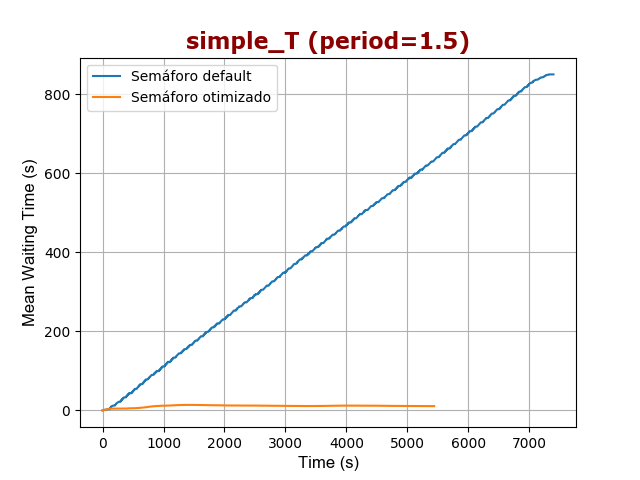 simple_T (period=1.5)
Semáforo default
Semáforo otimizado
Mean Waiting Time (s)
800
600
400
200
0
0 1000 2000 3000 4000 5000 6000 7000
Time (s)